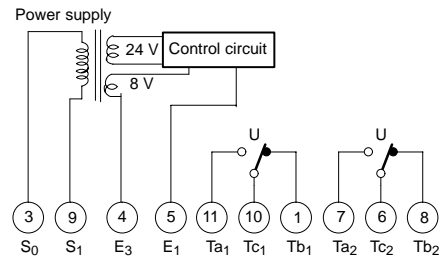 Power supply
24 V
Control circuit
8 V
U U
3 9 4 5 11 10 1 7 6 8
S0 S1 E3 E1 Ta1 Tc1 Tb1 Ta2 Tc2 Tb2